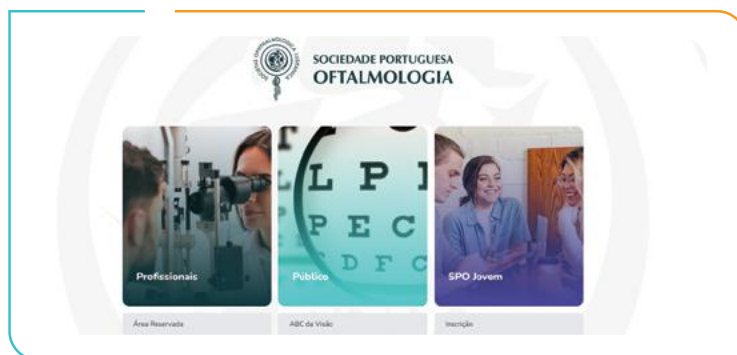 SOCIEDADE PORTUGUESA
OFTALMOLOGIA
L P
P E C
D F C
Profissionais
Público
SPO Jovem
Área Reservada
ABC da Visão
Inscrição